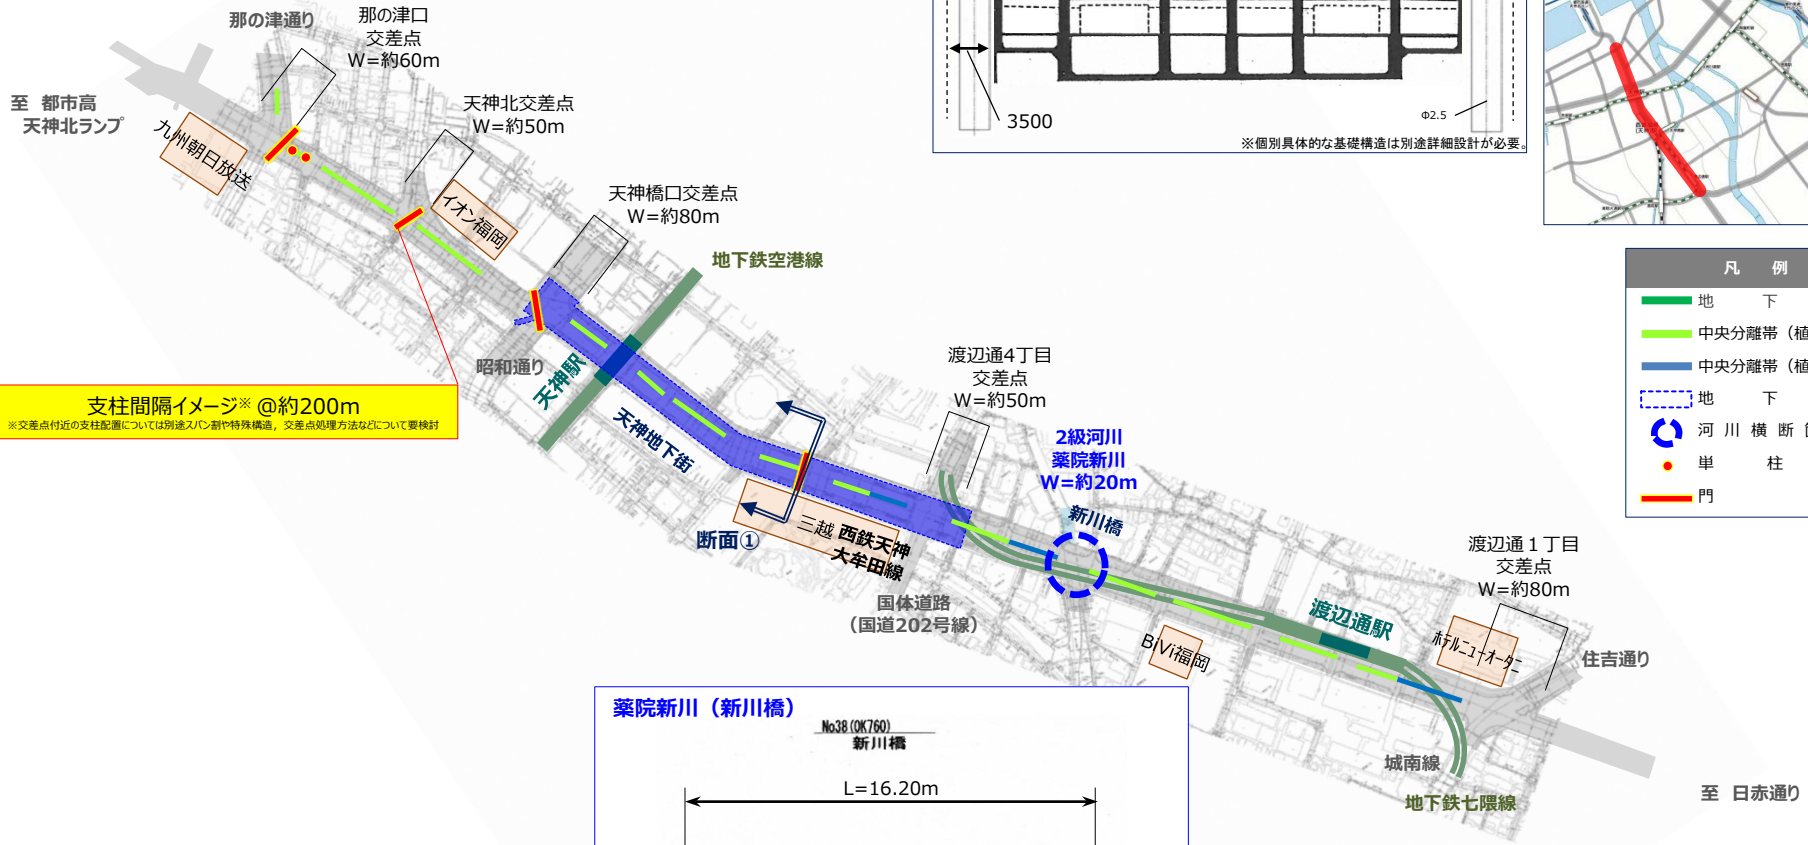 那の津通り
那の津口
交差点
W=約60m
至 都市高
天神北ランプ
九州朝日放送
天神北交差点
W=約50m
イオン福岡
天神橋口交差点
W=約80m
地下鉄空港線
3500
Φ2.5
※個別具体的な基礎構造は別途詳細設計が必要。
凡 例
地 下
中央分離帯（植
中央分離帯（植
地 下
河 川 横 断
単 柱
門
昭和通り
天神駅
支柱間隔イメージ※ @約200m
※交差点付近の支柱配置については別途スパン割や特殊構造，交差点処理方法などについて要検討
天神地下街
渡辺通4丁目
交差点
W=約50m
2級河川
薬院新川
W=約20m
新川橋
断面①
三越
西鉄天神
大牟田線
国体道路
（国道202号線）
渡辺通１丁目
交差点
W=約80m
渡辺通駅
ホテルニューオータニ
BiVi福岡
住吉通り
城南線
地下鉄七隈線
至 日赤通り
薬院新川（新川橋）
No38(OK760)
新川橋
L=16.20m